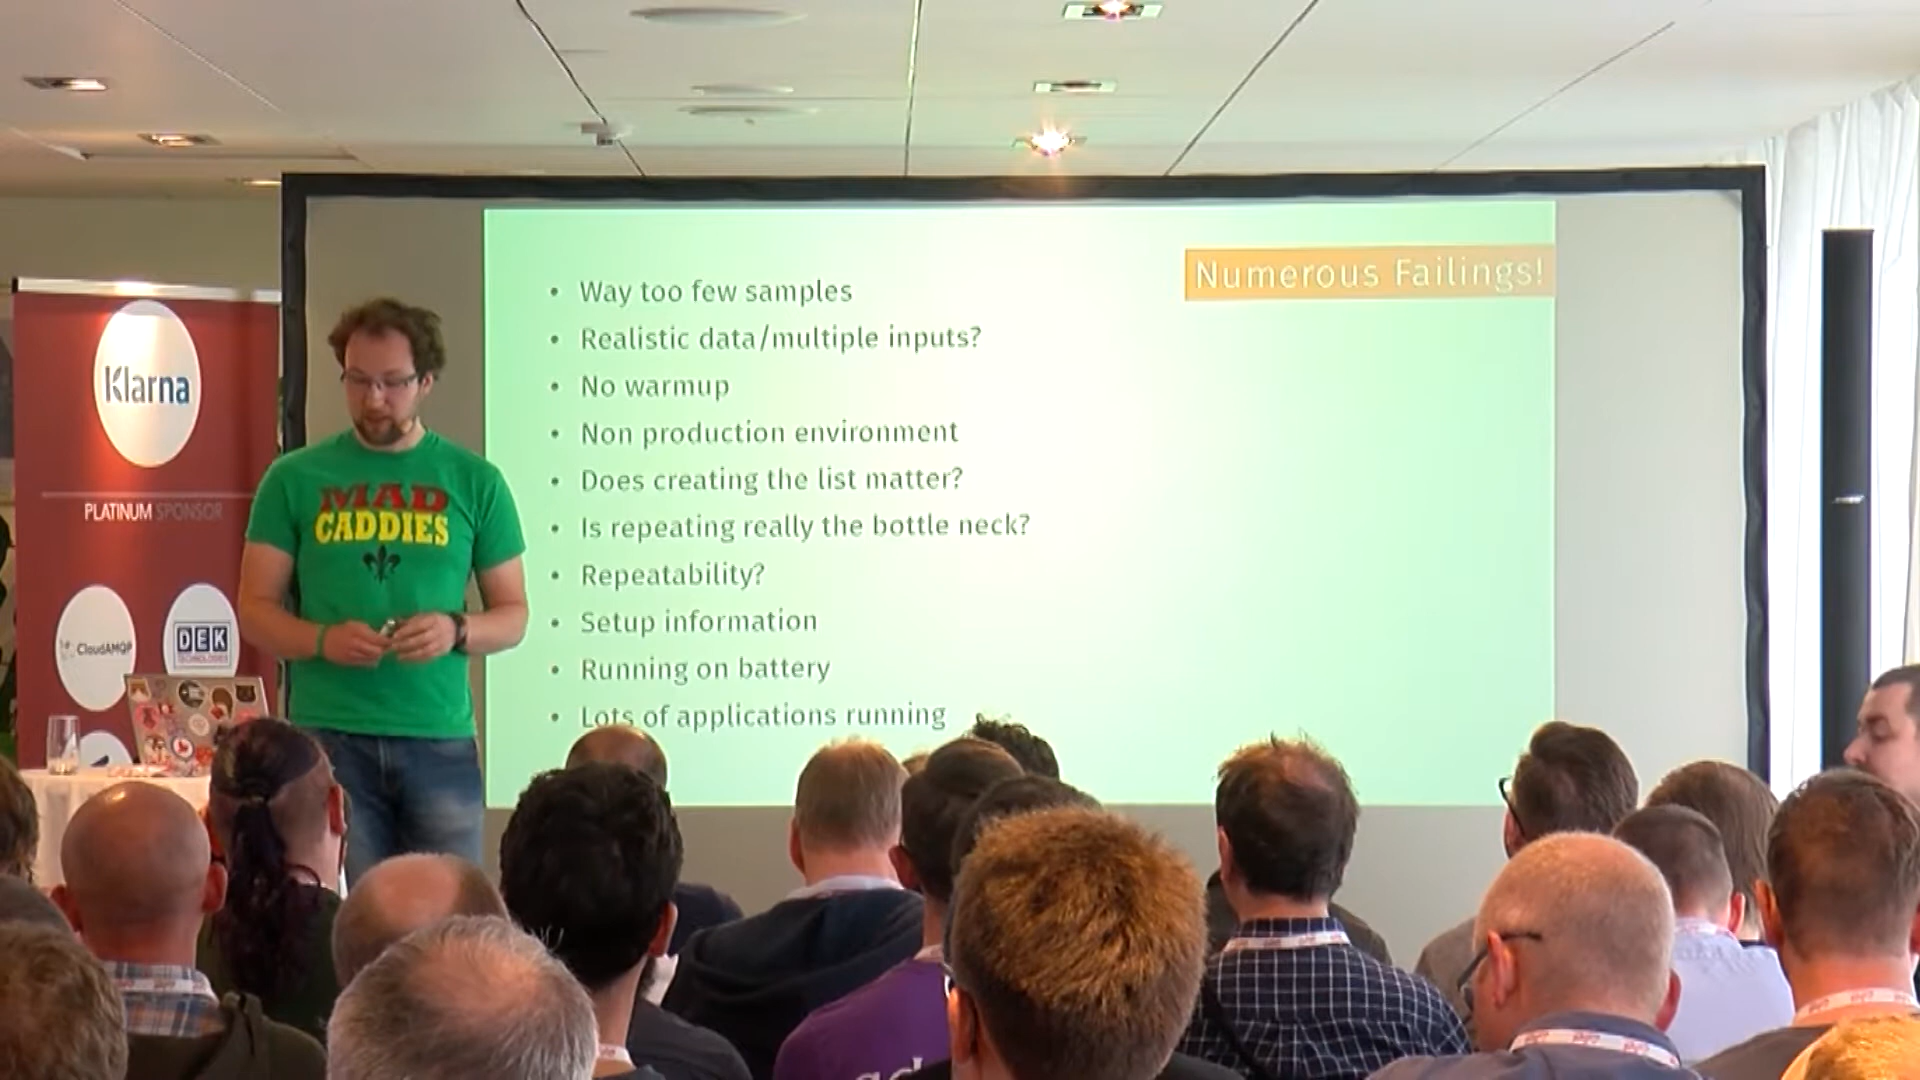 Numerous Failings!
• Way too few samples
• Realistic data/multiple inputs?
• No warmup
• Non production environment
• Does creating the list matter?
• Is repeating really the bottle neck?
• Repeatability?
• Setup information
• Running on battery
• Lots of applications running
Klarna
PLATINUM SPONSOR
CloudAMQP
DEK
TECHNOLOGIES
MAD
CADDIES